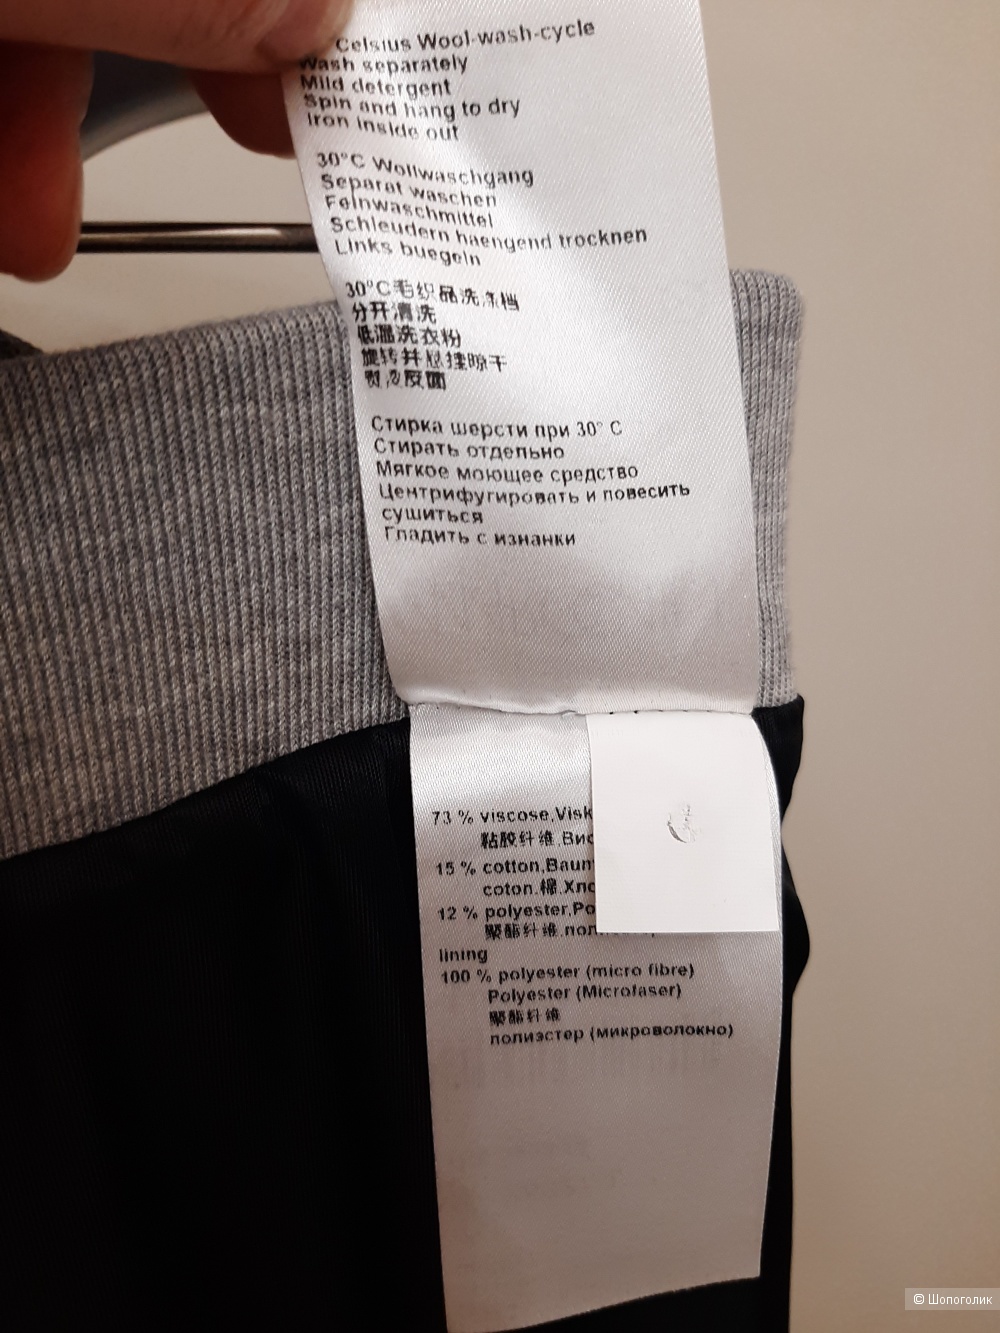 Celsius Wool-wash-cycle
Wash separately
Mild detergent
Spin and hang to dry
Iron inside out
30°C Wollwaschgang
Separat waschen
Feinwaschmittel
Schleudern haengend trocknen
Links buegeln
30°C毛织品洗涤档
分开清洗
低温洗衣粉
旋转并悬挂晾干
熨烫反面
Стирка шерсти при 30° C
Стирать отдельно
Мягкое моющее средство
Центрифугировать и повесить
сушиться
Гладить с изнанки
73 % viscose,Visk
粘胶纤维,Вис
15 % cotton,Baum
coton.棉,Хло
12 % polyester,Po
聚酯纤维,пол
lining
100 % polyester (micro fibre)
Polyester (Microfaser)
聚酯纤维
полиэстер (микроволокно)
© Шопоголик